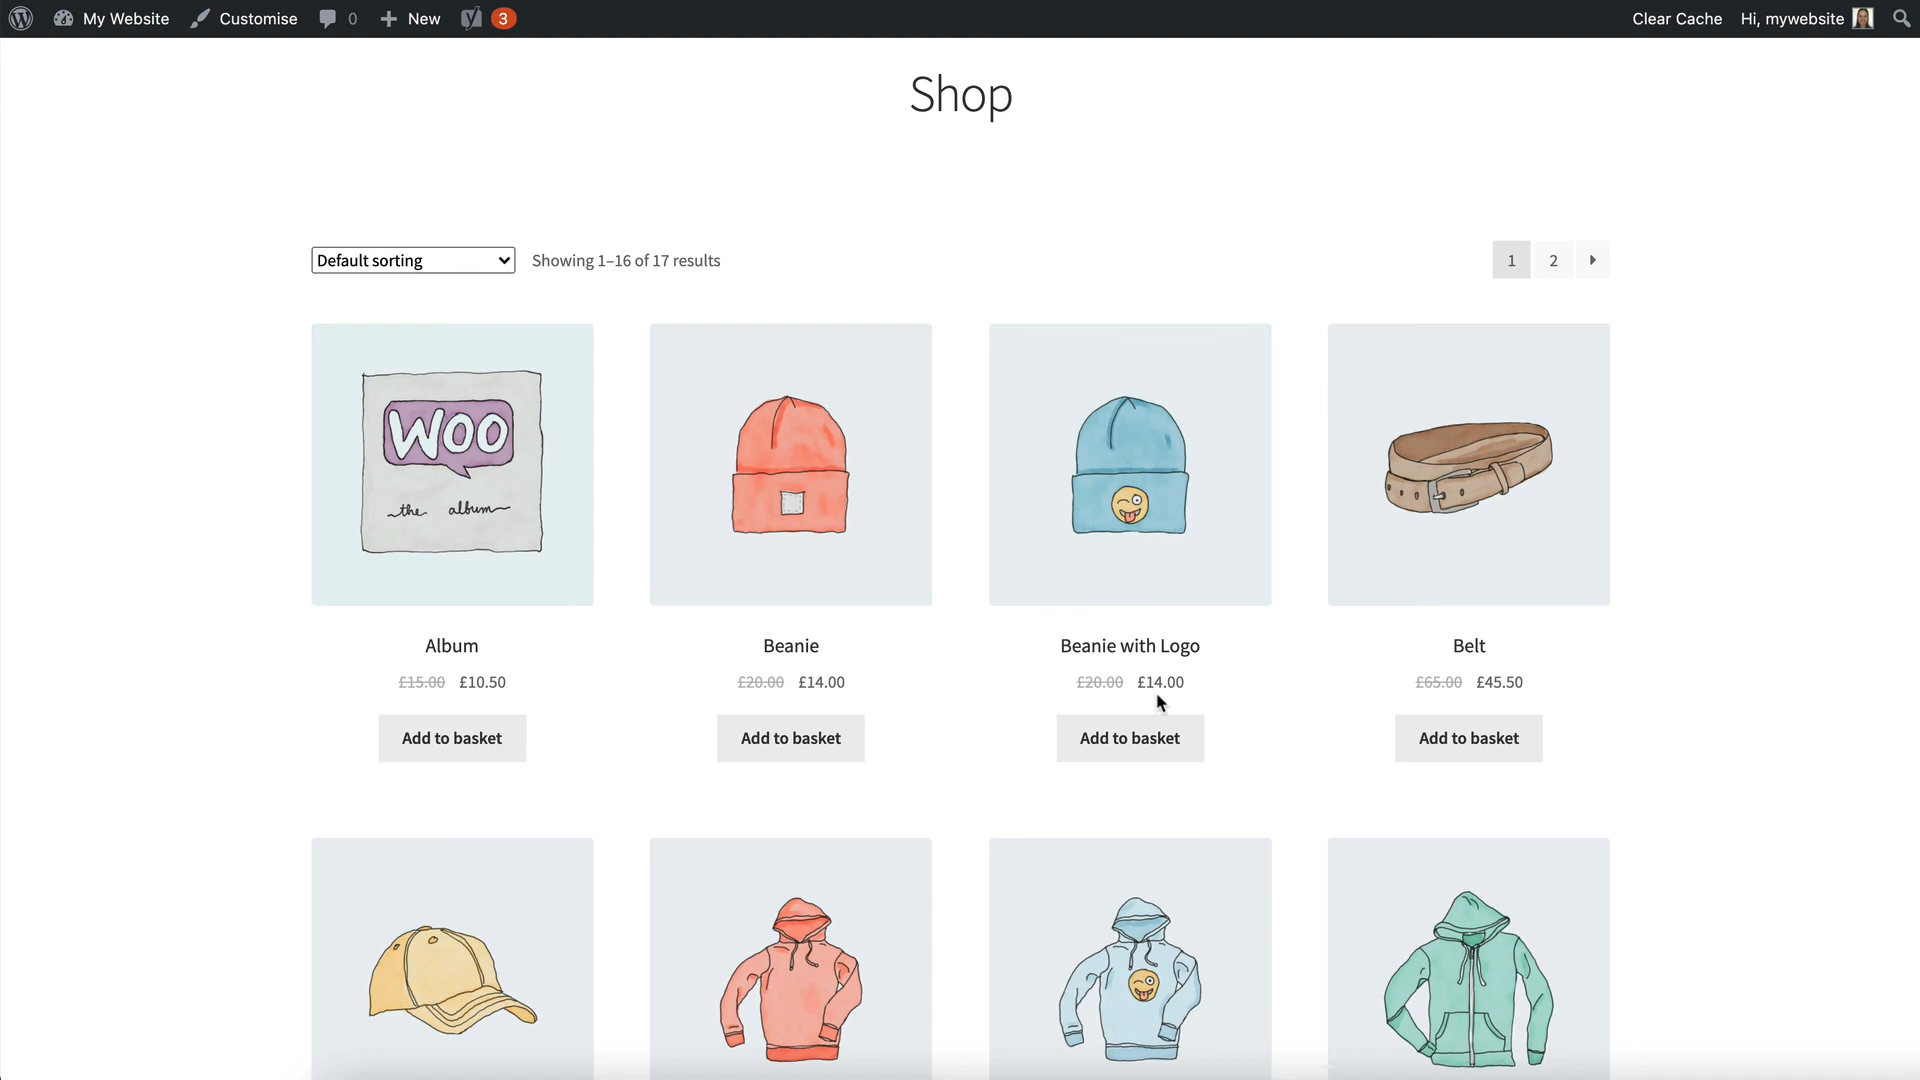 My Website Customise 0 New 3 Clear Cache Hi, mywebsite
Shop
Default sorting Showing 1–16 of 17 results 1 2
WOO
the album
Album Beanie Beanie with Logo Belt
£15.00 £10.50 £20.00 £14.00 £20.00 £14.00 £65.00 £45.50
Add to basket Add to basket Add to basket Add to basket